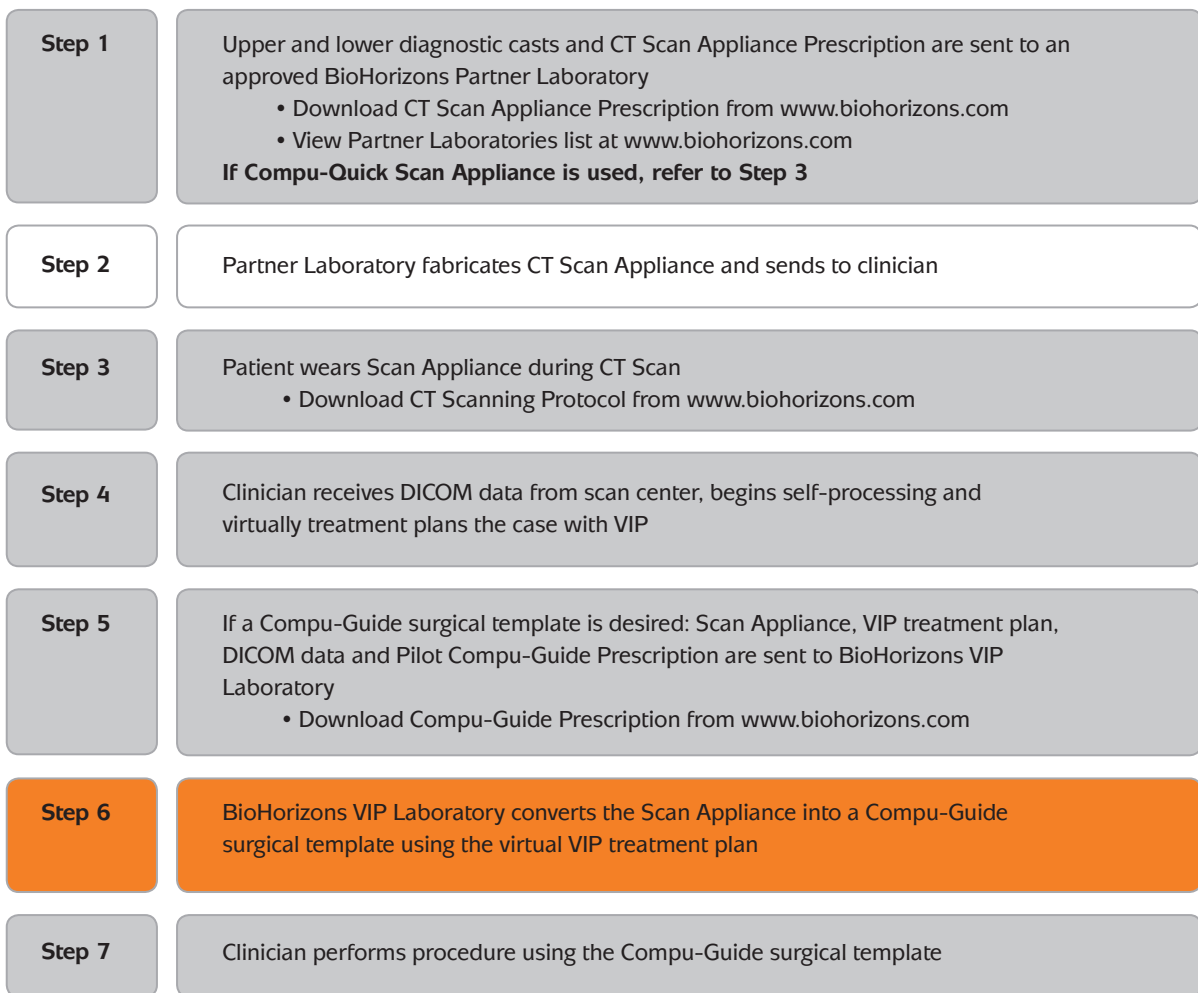 Step 1
Upper and lower diagnostic casts and CT Scan Appliance Prescription are sent to an
approved BioHorizons Partner Laboratory
• Download CT Scan Appliance Prescription from www.biohorizons.com
• View Partner Laboratories list at www.biohorizons.com
If Compu-Quick Scan Appliance is used, refer to Step 3
Step 2
Partner Laboratory fabricates CT Scan Appliance and sends to clinician
Step 3
Patient wears Scan Appliance during CT Scan
• Download CT Scanning Protocol from www.biohorizons.com
Step 4
Clinician receives DICOM data from scan center, begins self-processing and
virtually treatment plans the case with VIP
Step 5
If a Compu-Guide surgical template is desired: Scan Appliance, VIP treatment plan,
DICOM data and Pilot Compu-Guide Prescription are sent to BioHorizons VIP
Laboratory
• Download Compu-Guide Prescription from www.biohorizons.com
Step 6
BioHorizons VIP Laboratory converts the Scan Appliance into a Compu-Guide
surgical template using the virtual VIP treatment plan
Step 7
Clinician performs procedure using the Compu-Guide surgical template